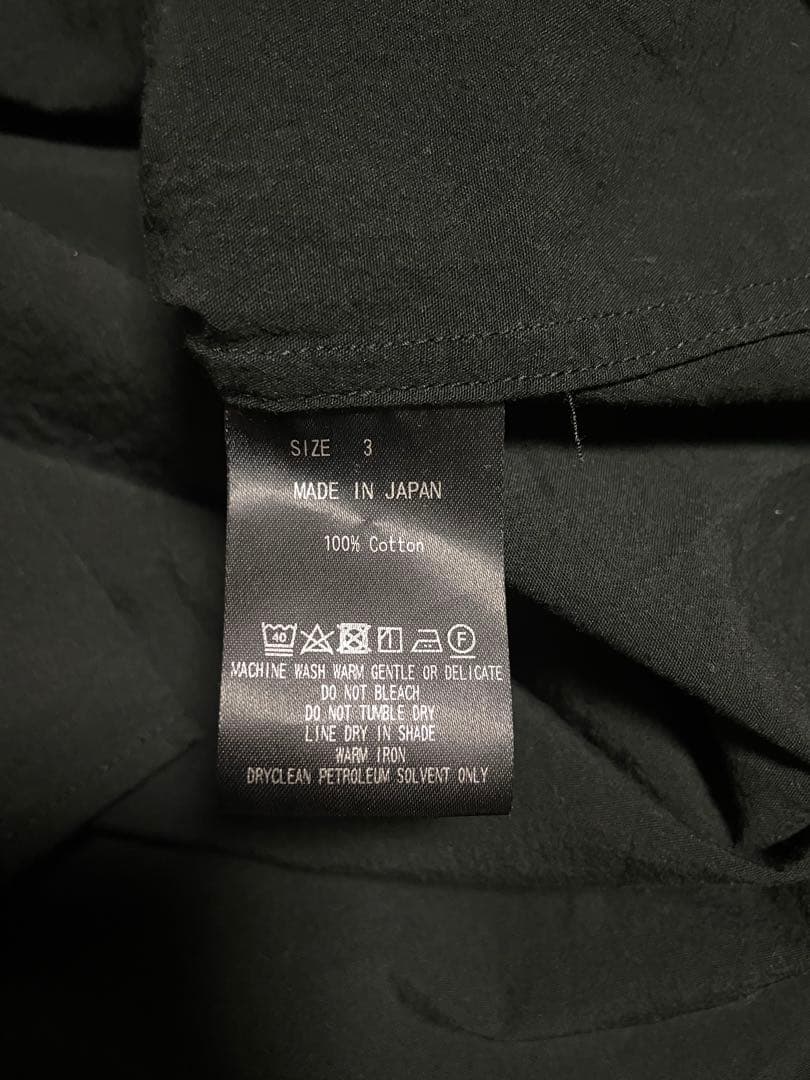 SIZE 3
MADE IN JAPAN
100% Cotton
40 F
MACHINE WASH WARM GENTLE OR DELICATE
DO NOT BLEACH
DO NOT TUMBLE DRY
LINE DRY IN SHADE
WARM IRON
DRYCLEAN PETROLEUM SOLVENT ONLY